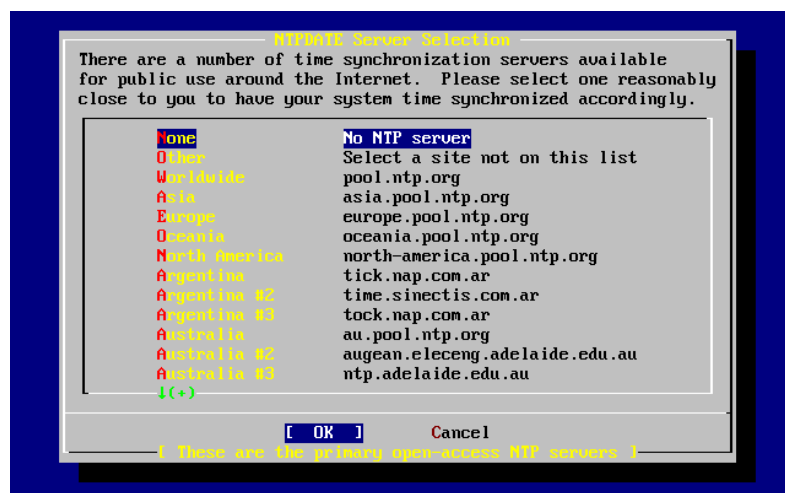 NTPDATE Server Selection
There are a number of time synchronization servers available
for public use around the Internet.  Please select one reasonably
close to you to have your system time synchronized accordingly.
None No NTP server
Other Select a site not on this list
Worldwide pool.ntp.org
Asia asia.pool.ntp.org
Europe europe.pool.ntp.org
Oceania oceania.pool.ntp.org
North America north-america.pool.ntp.org
Argentina tick.nap.com.ar
Argentina #2 time.sinectis.com.ar
Argentina #3 tock.nap.com.ar
Australia au.pool.ntp.org
Australia #2 augean.eleceng.adelaide.edu.au
Australia #3 ntp.adelaide.edu.au
↓(+)
[ OK ] Cancel
[ These are the primary open-access NTP servers ]